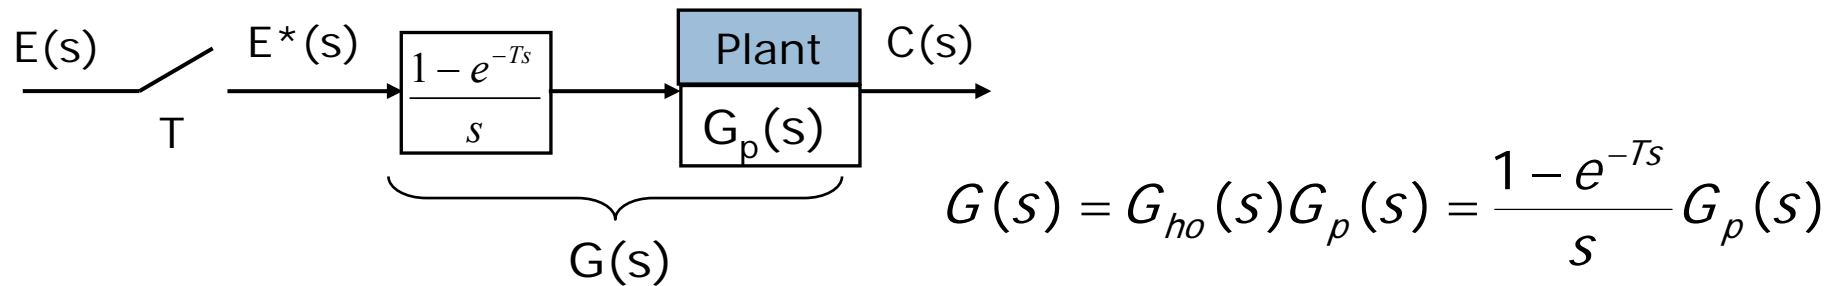 E(s)
E*(s)
T
1 − e^{−Ts}
s
Plant
G_p(s)
C(s)
G(s)
G(s) = G_{ho}(s)G_p(s) = \frac{1 − e^{−Ts}}{s} G_p(s)